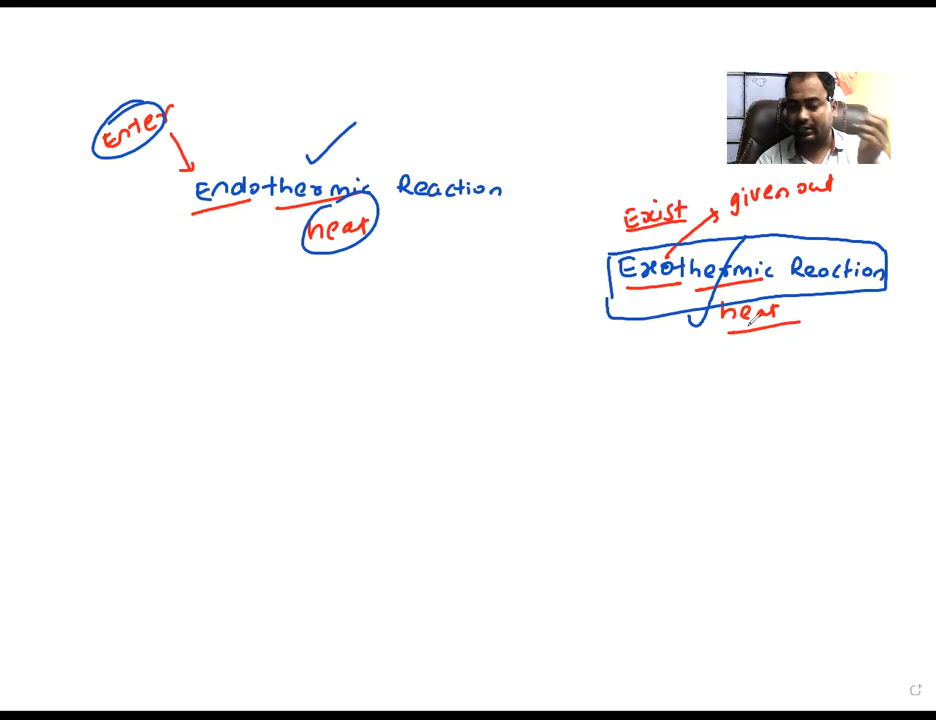 Enter
Endothermic Reaction
heat
Exist
given out
Exothermic Reaction
heat